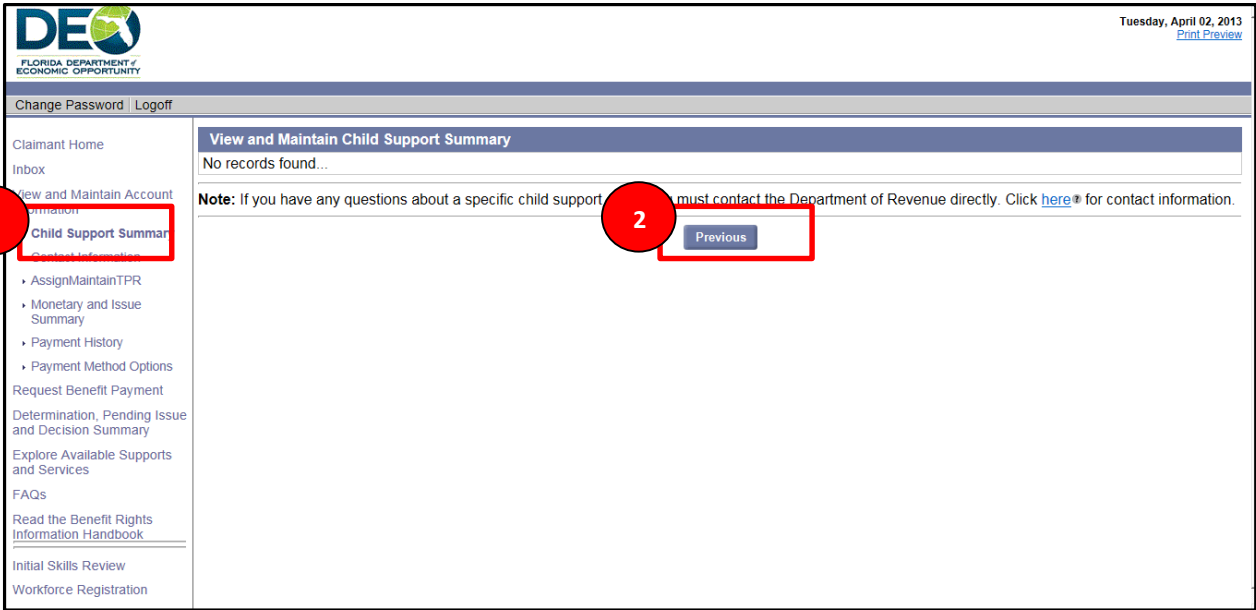 DEO
FLORIDA DEPARTMENT of
ECONOMIC OPPORTUNITY
Tuesday, April 02, 2013
Print Preview
Change Password | Logoff
Claimant Home
Inbox
View and Maintain Account
Information
Child Support Summary
Contact Information
AssignMaintainTPR
Monetary and Issue
Summary
Payment History
Payment Method Options
Request Benefit Payment
Determination, Pending Issue
and Decision Summary
Explore Available Supports
and Services
FAQs
Read the Benefit Rights
Information Handbook
Initial Skills Review
Workforce Registration
View and Maintain Child Support Summary
No records found...
Note: If you have any questions about a specific child support must contact the Department of Revenue directly. Click here for contact information.
2
Previous